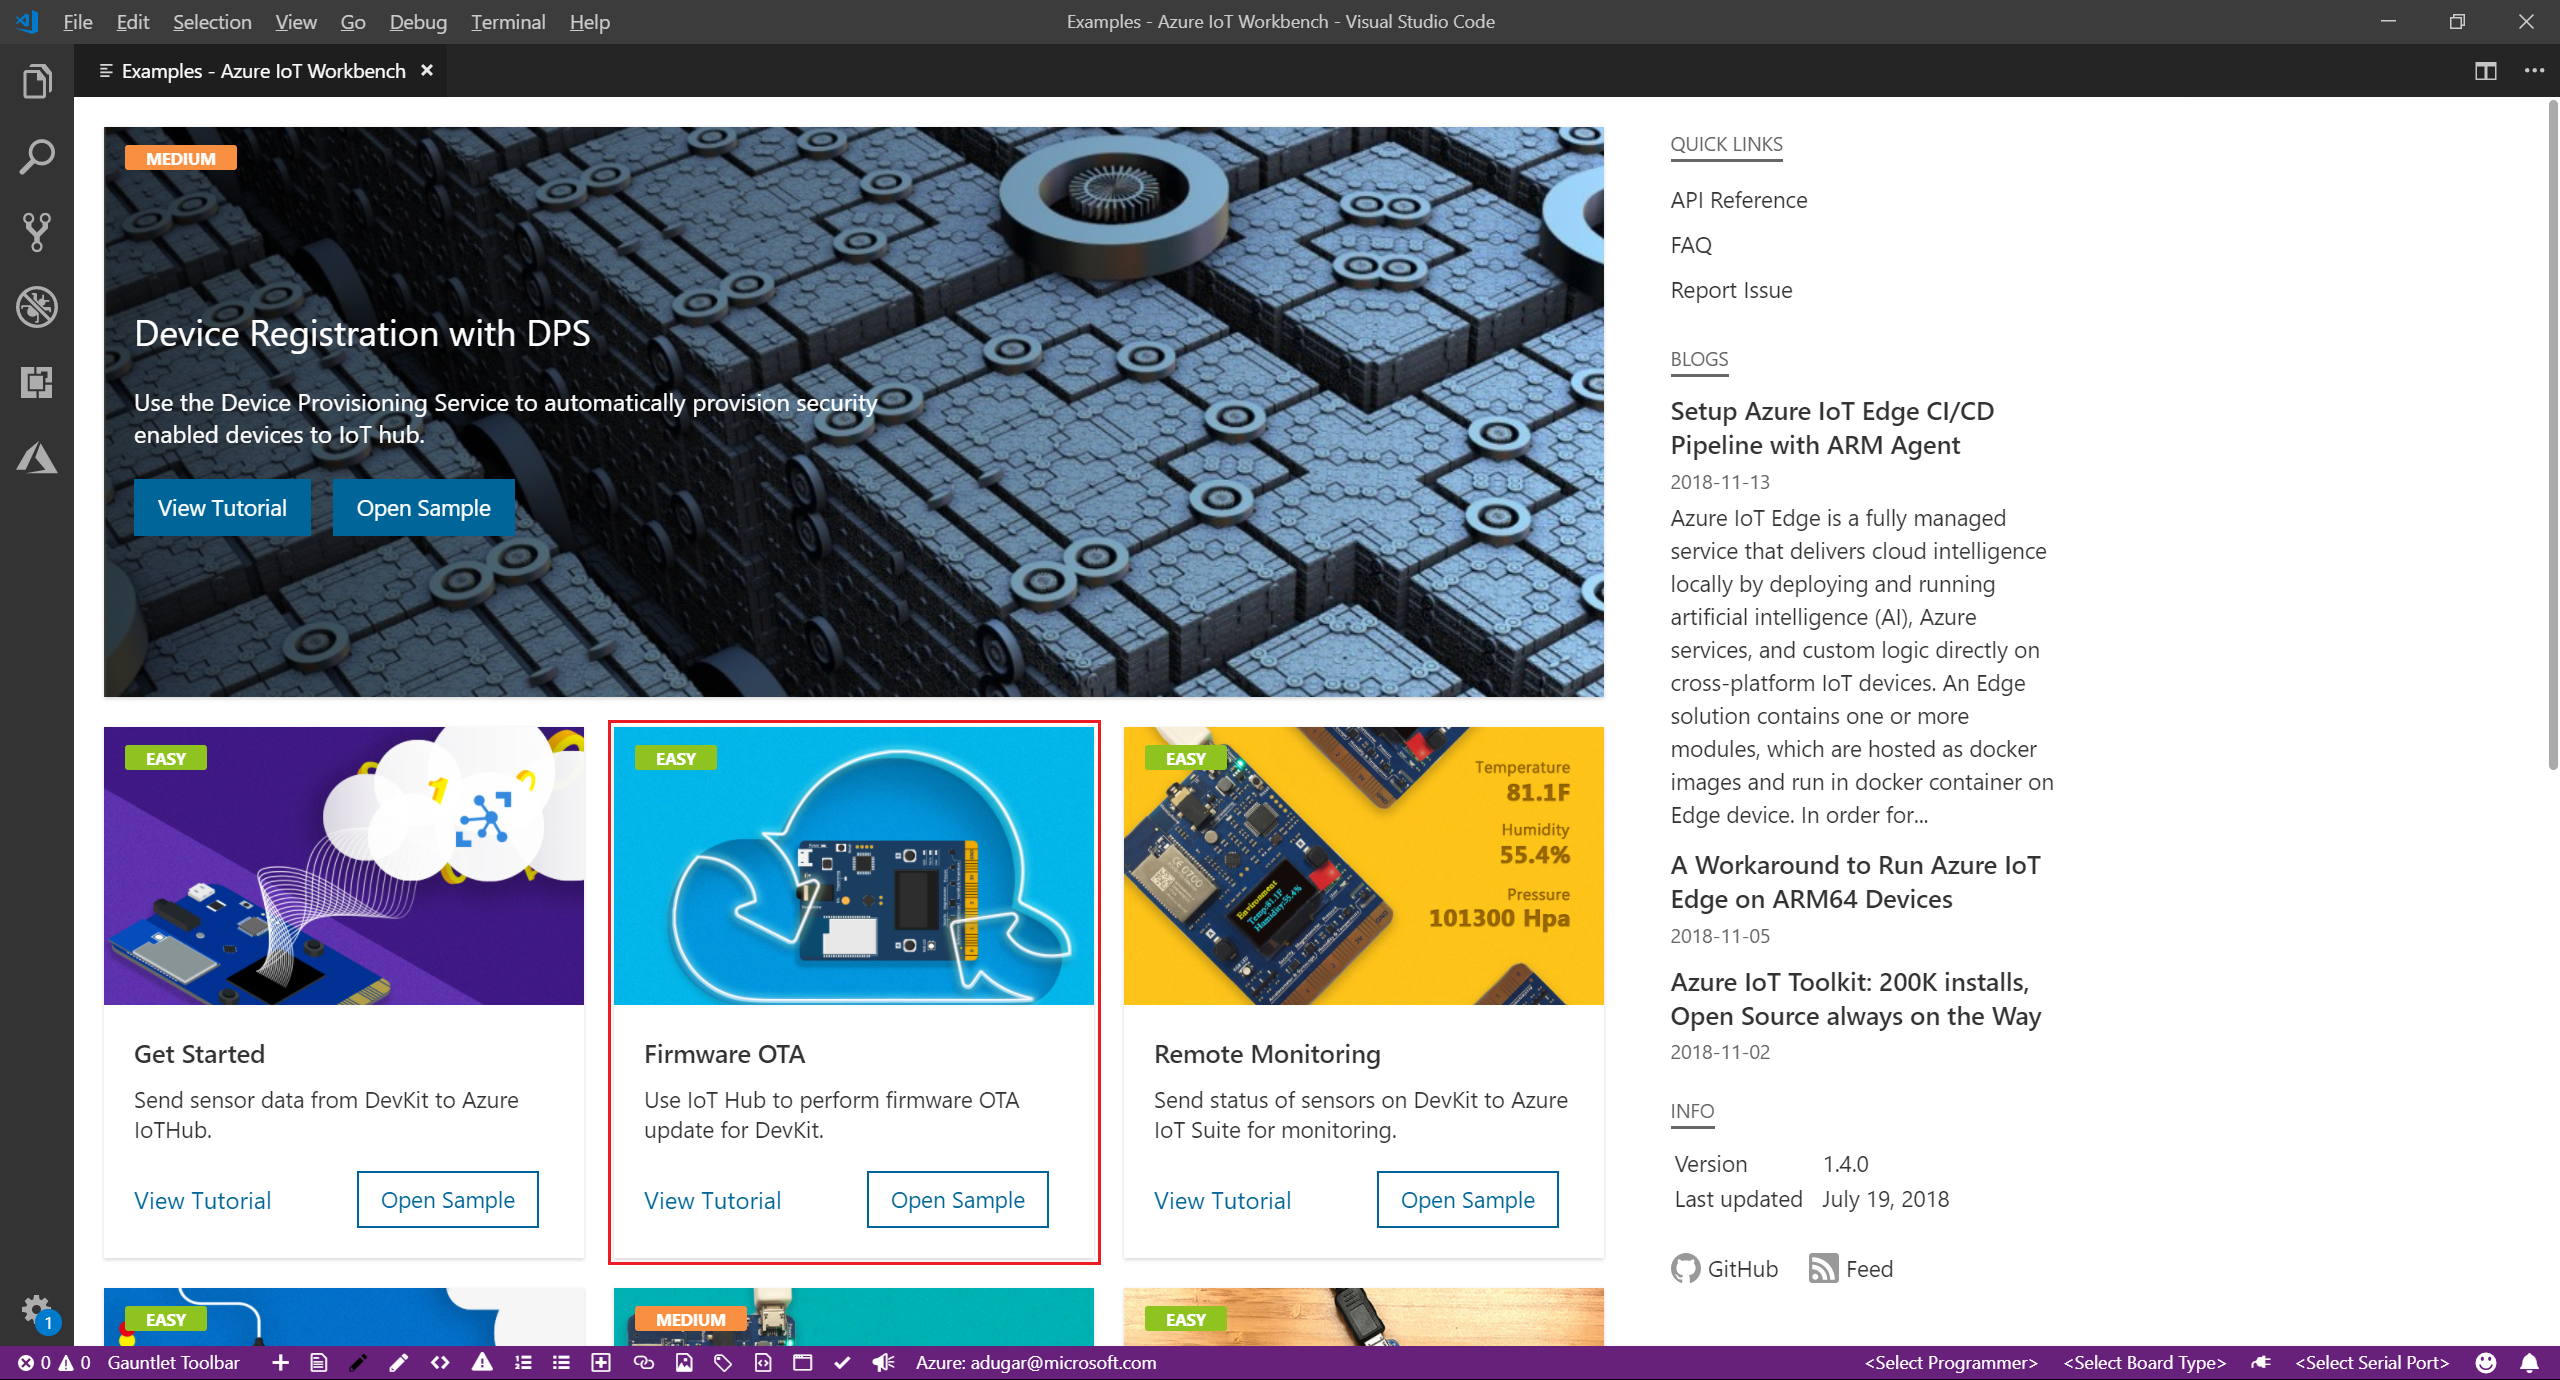 File Edit Selection View Go Debug Terminal Help
Examples - Azure IoT Workbench - Visual Studio Code
Examples - Azure IoT Workbench
MEDIUM
Device Registration with DPS
Use the Device Provisioning Service to automatically provision security
enabled devices to IoT hub.
View Tutorial
Open Sample
EASY
Get Started
Send sensor data from DevKit to Azure
IoTHub.
View Tutorial
Open Sample
EASY
Firmware OTA
Use IoT Hub to perform firmware OTA
update for DevKit.
View Tutorial
Open Sample
EASY
Temperature
81.1F
Humidity
55.4%
Pressure
101300 Hpa
Enviroment
Temp:81.1F
Humidity:55.4%
Remote Monitoring
Send status of sensors on DevKit to Azure
IoT Suite for monitoring.
View Tutorial
Open Sample
EASY
MEDIUM
EASY
QUICK LINKS
API Reference
FAQ
Report Issue
BLOGS
Setup Azure IoT Edge CI/CD
Pipeline with ARM Agent
2018-11-13
Azure IoT Edge is a fully managed
service that delivers cloud intelligence
locally by deploying and running
artificial intelligence (AI), Azure
services, and custom logic directly on
cross-platform IoT devices. An Edge
solution contains one or more
modules, which are hosted as docker
images and run in docker container on
Edge device. In order for...
A Workaround to Run Azure IoT
Edge on ARM64 Devices
2018-11-05
Azure IoT Toolkit: 200K installs,
Open Source always on the Way
2018-11-02
INFO
Version 1.4.0
Last updated July 19, 2018
GitHub
Feed
1
0 0 Gauntlet Toolbar Azure: adugar@microsoft.com <Select Programmer> <Select Board Type> <Select Serial Port>